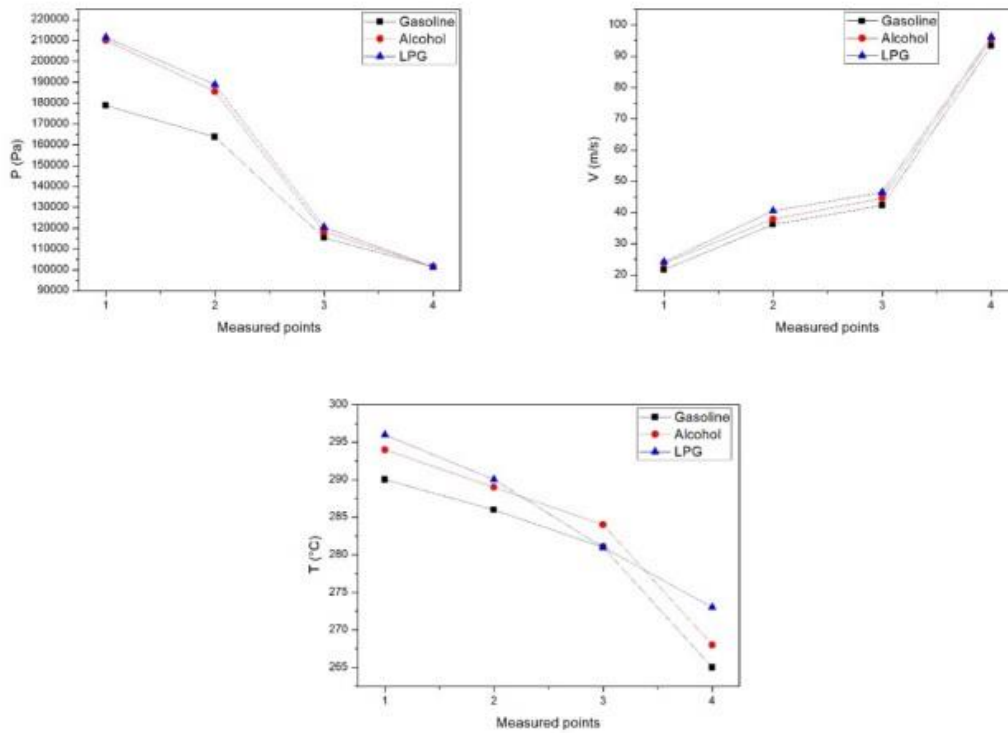 220000
210000
200000
190000
180000
170000
160000
150000
140000
130000
120000
110000
100000
90000
P (Pa)
1 2 3 4
Measured points
Gasoline
Alcohol
LPG
100
90
80
70
60
50
40
30
20
V (m/s)
1 2 3 4
Measured points
Gasoline
Alcohol
LPG
300
295
290
285
280
275
270
265
T (°C)
1 2 3 4
Measured points
Gasoline
Alcohol
LPG